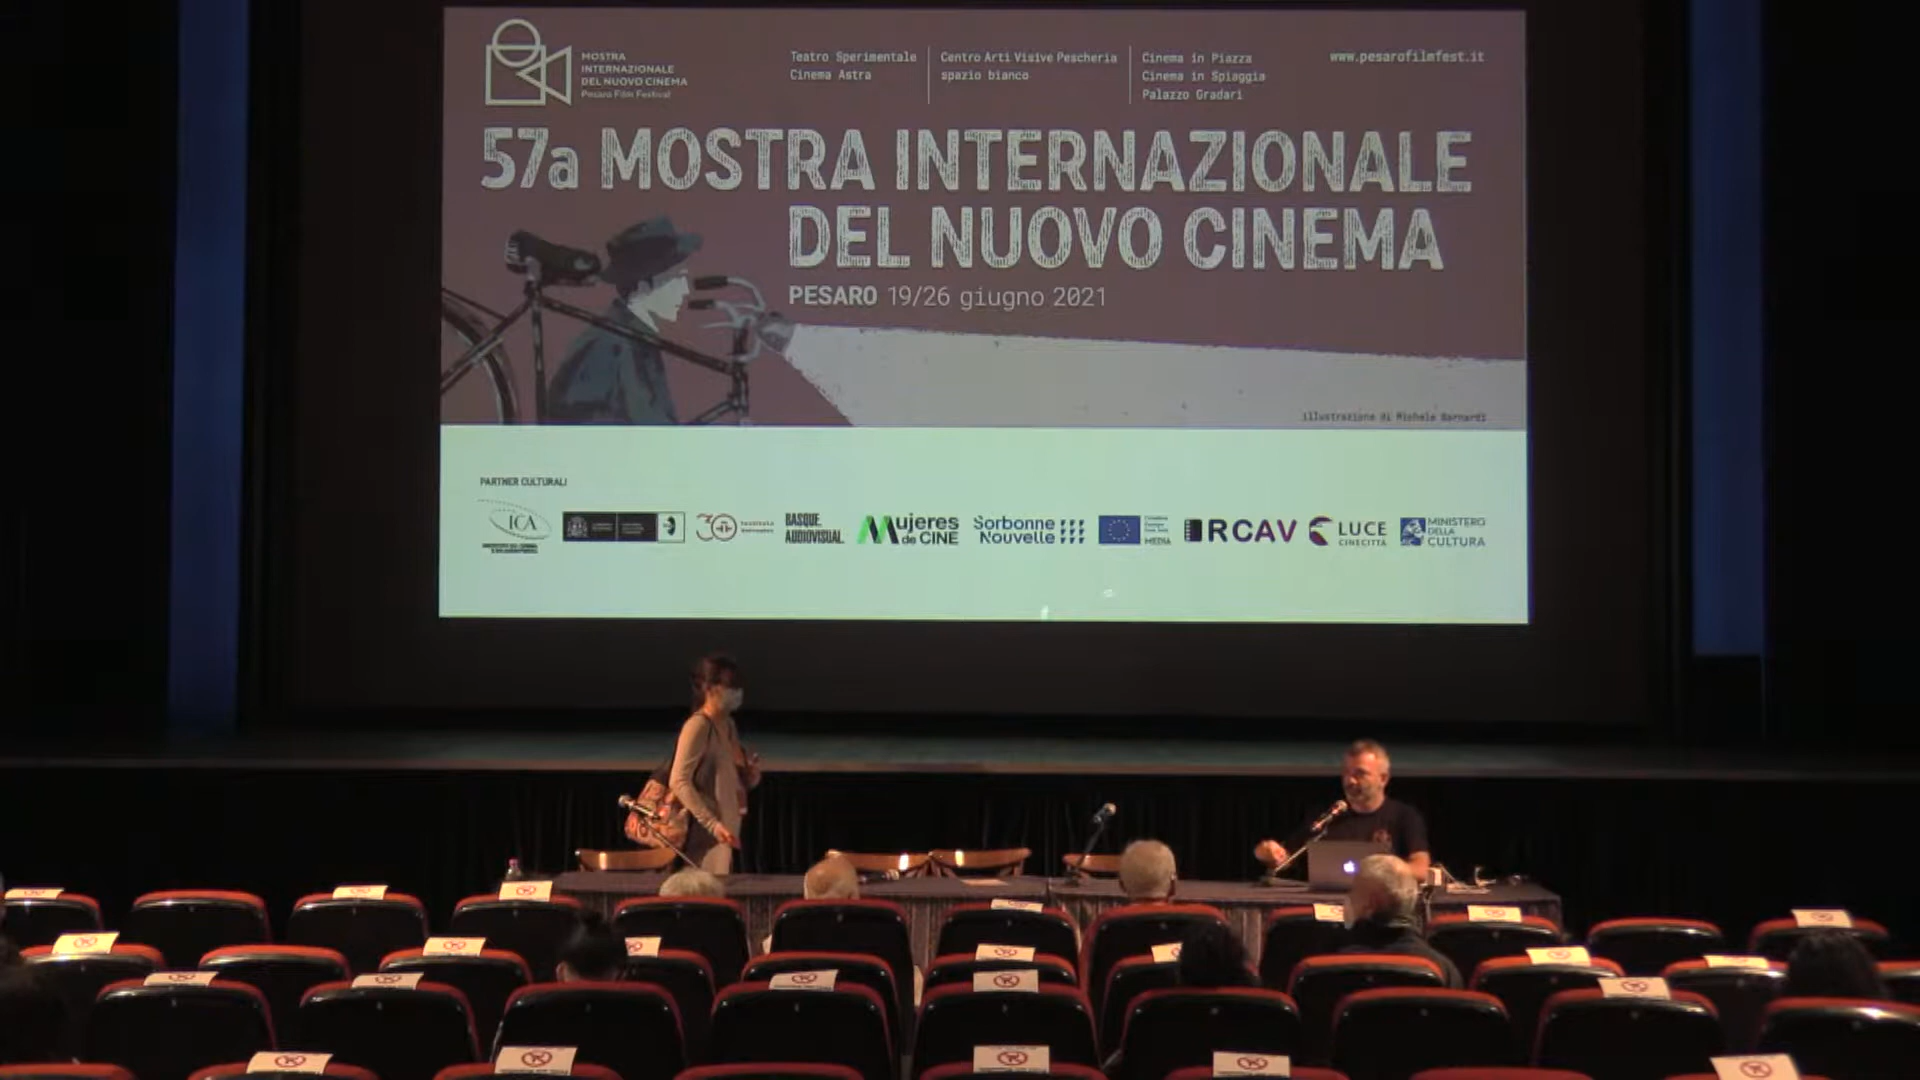 MOSTRA
INTERNAZIONALE
DEL NUOVO CINEMA
Pesaro Film Festival
Teatro Sperimentale
Cinema Astra
Centro Arti Visive Pescheria
spazio bianco
Cinema in Piazza
Cinema in Spiaggia
Palazzo Gradari
www.pesarofilmfest.it
57a MOSTRA INTERNAZIONALE
DEL NUOVO CINEMA
PESARO 19/26 giugno 2021
illustrazione di Michele Bernardi
PARTNER CULTURALI
ICA
30
BASQUE.
AUDIOVISUAL.
Mujeres
de CINE
Sorbonne
Nouvelle
MEDIA
RCAV
LUCE
CINECITTÀ
MINISTERO
DELLA
CULTURA